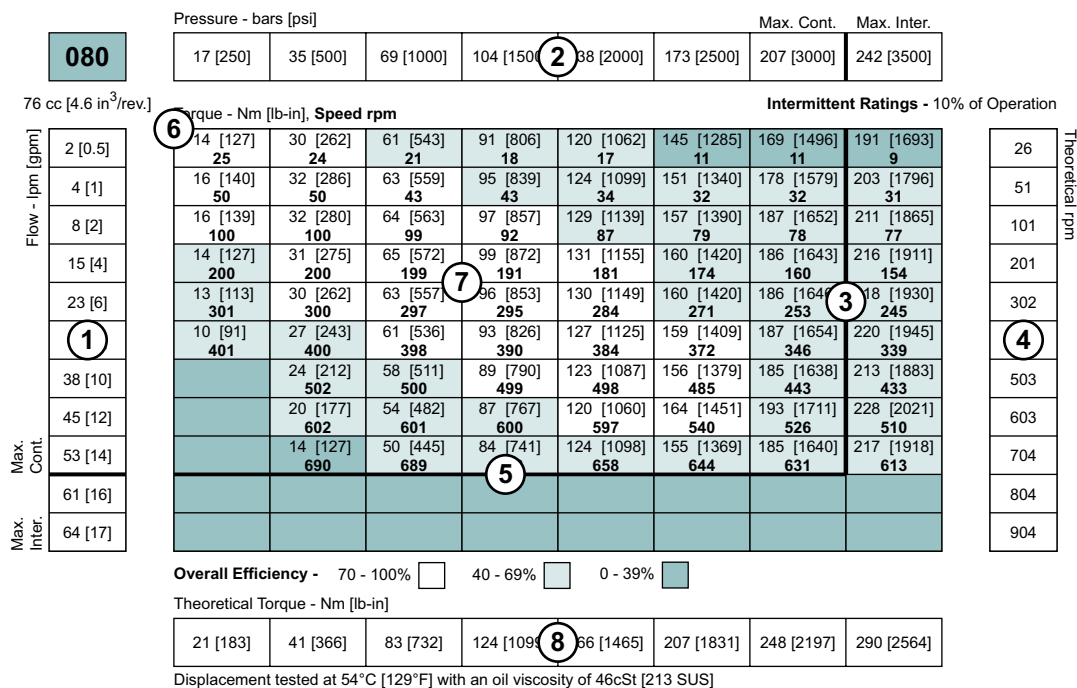 Pressure - bars [psi]
Max. Cont. Max. Inter.
080
17 [250] 35 [500] 69 [1000] 104 [1500 2 38 [2000] 173 [2500] 207 [3000] 242 [3500]
76 cc [4.6 in³/rev.]
Torque - Nm [lb-in], Speed rpm
Intermittent Ratings - 10% of Operation
6
Flow - lpm [gpm]
Theoretical rpm
2 [0.5] 14 [127] 30 [262] 61 [543] 91 [806] 120 [1062] 145 [1285] 169 [1496] 191 [1693] 26
25 24 21 18 17 11 11 9
4 [1] 16 [140] 32 [286] 63 [559] 95 [839] 124 [1099] 151 [1340] 178 [1579] 203 [1796] 51
50 50 43 43 34 32 32 31
8 [2] 16 [139] 32 [280] 64 [563] 97 [857] 129 [1139] 157 [1390] 187 [1652] 211 [1865] 101
100 100 99 92 87 79 78 77
15 [4] 14 [127] 31 [275] 65 [572] 99 [872] 131 [1155] 160 [1420] 186 [1643] 216 [1911] 201
200 200 199 191 181 174 160 154
7
23 [6] 13 [113] 30 [262] 63 [557 96 [853] 130 [1149] 160 [1420] 186 3 18 [1930] 302
301 300 297 295 284 271 253 245
1 10 [91] 27 [243] 61 [536] 93 [826] 127 [1125] 159 [1409] 187 [1654] 220 [1945] 4
401 400 398 390 384 372 346 339
38 [10] 24 [212] 58 [511] 89 [790] 123 [1087] 156 [1379] 185 [1638] 213 [1883] 503
502 500 499 498 485 443 433
45 [12] 20 [177] 54 [482] 87 [767] 120 [1060] 164 [1451] 193 [1711] 228 [2021] 603
602 601 600 597 540 526 510
Max. Cont.
53 [14] 14 [127] 50 [445] 84 [741] 124 [1098] 155 [1369] 185 [1640] 217 [1918] 704
690 689 5 658 644 631 613
61 [16] 804
Max. Inter.
64 [17] 904
Overall Efficiency - 70 - 100% 40 - 69% 0 - 39%
Theoretical Torque - Nm [lb-in]
21 [183] 41 [366] 83 [732] 124 [1099 8 66 [1465] 207 [1831] 248 [2197] 290 [2564]
Displacement tested at 54°C [129°F] with an oil viscosity of 46cSt [213 SUS]